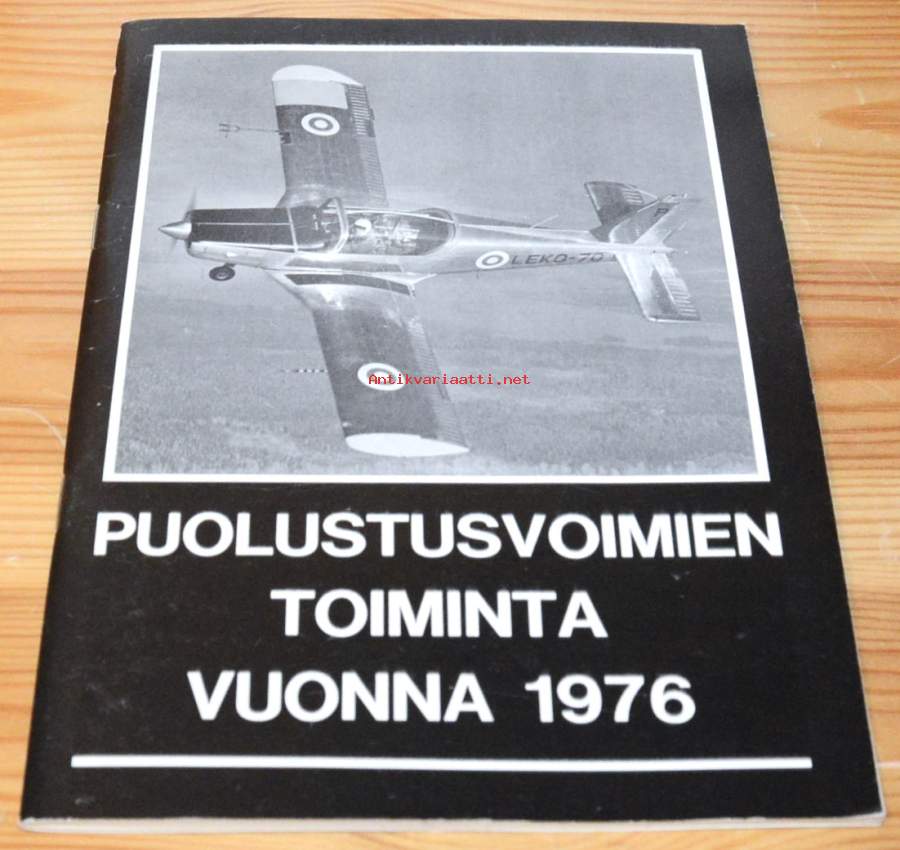 LEKO-70
Antikvariaatti.net
PUOLUSTUSVOIMIEN
TOIMINTA
VUONNA 1976